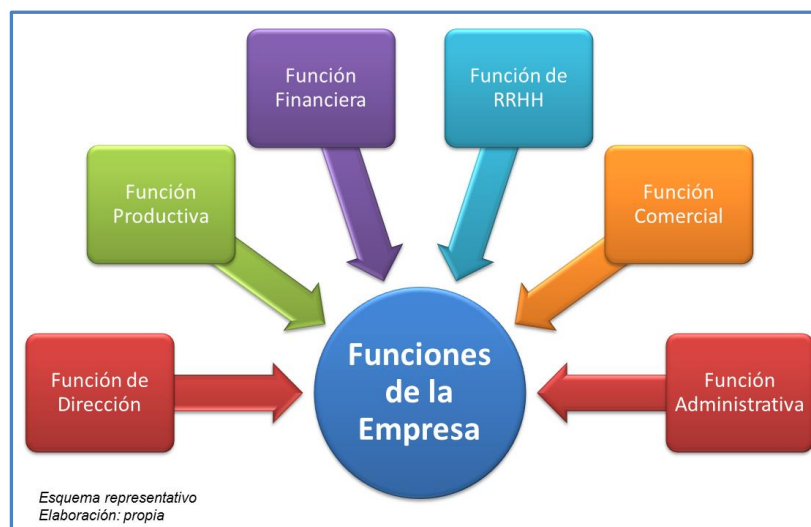 Función
Financiera
Función de
RRHH
Función
Productiva
Función
Comercial
Función de
Dirección
Funciones
de la
Empresa
Función
Administrativa
Esquema representativo
Elaboración: propia